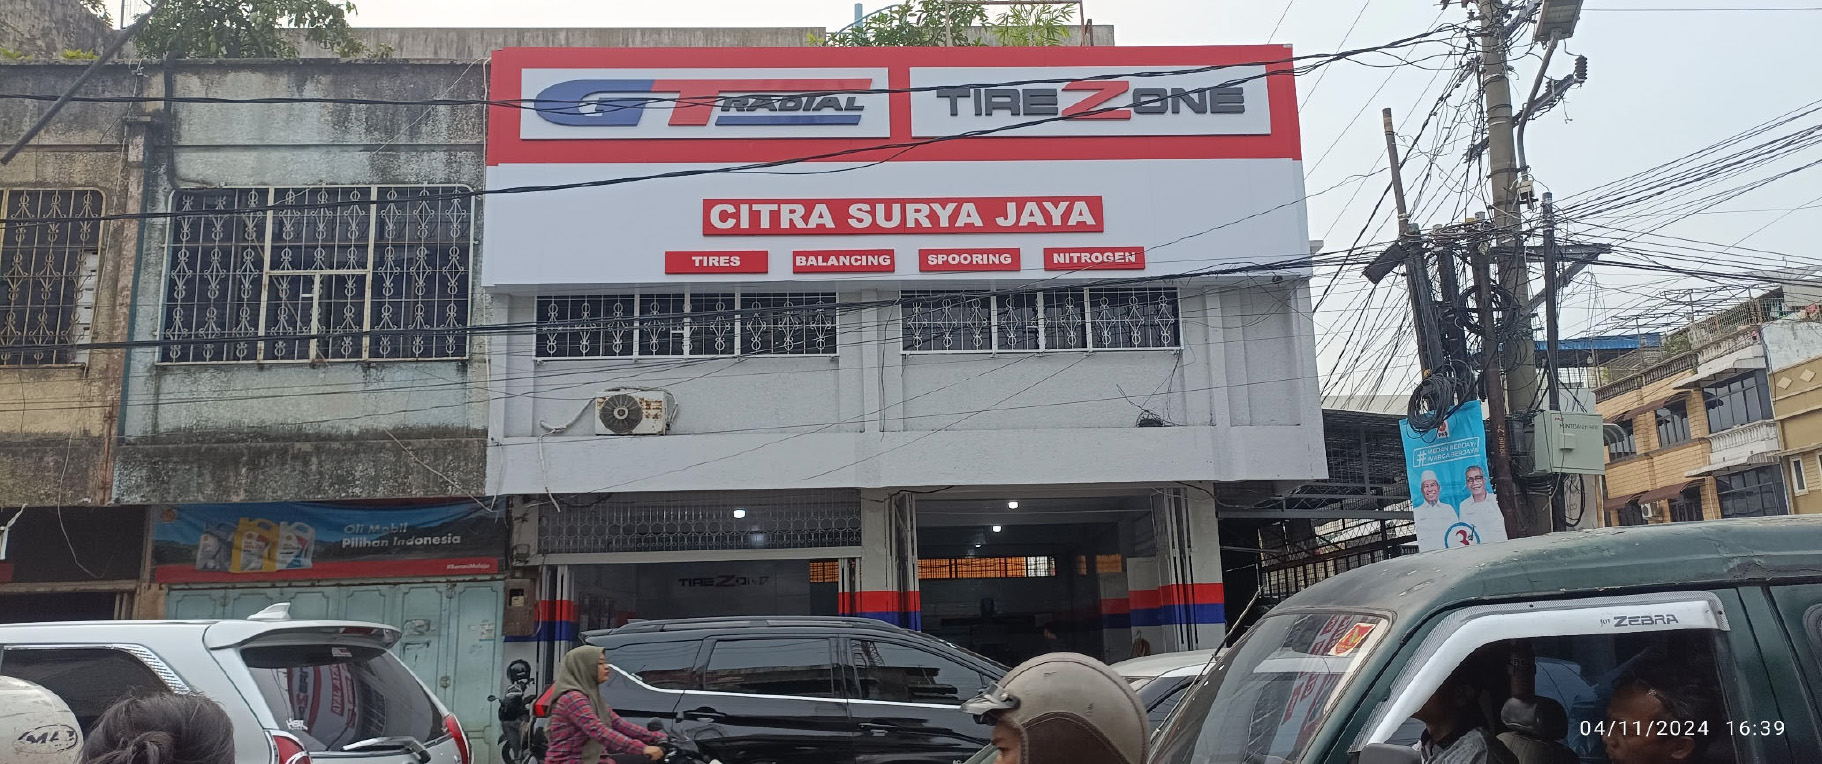 GT RADIAL
TIREZONE
CITRA SURYA JAYA
TIRES
BALANCING
SPOORING
NITROGEN
Oli Mobil
Pilihan Indonesia
TIREZONE
3
ZEBRA
04/11/2024 16:39